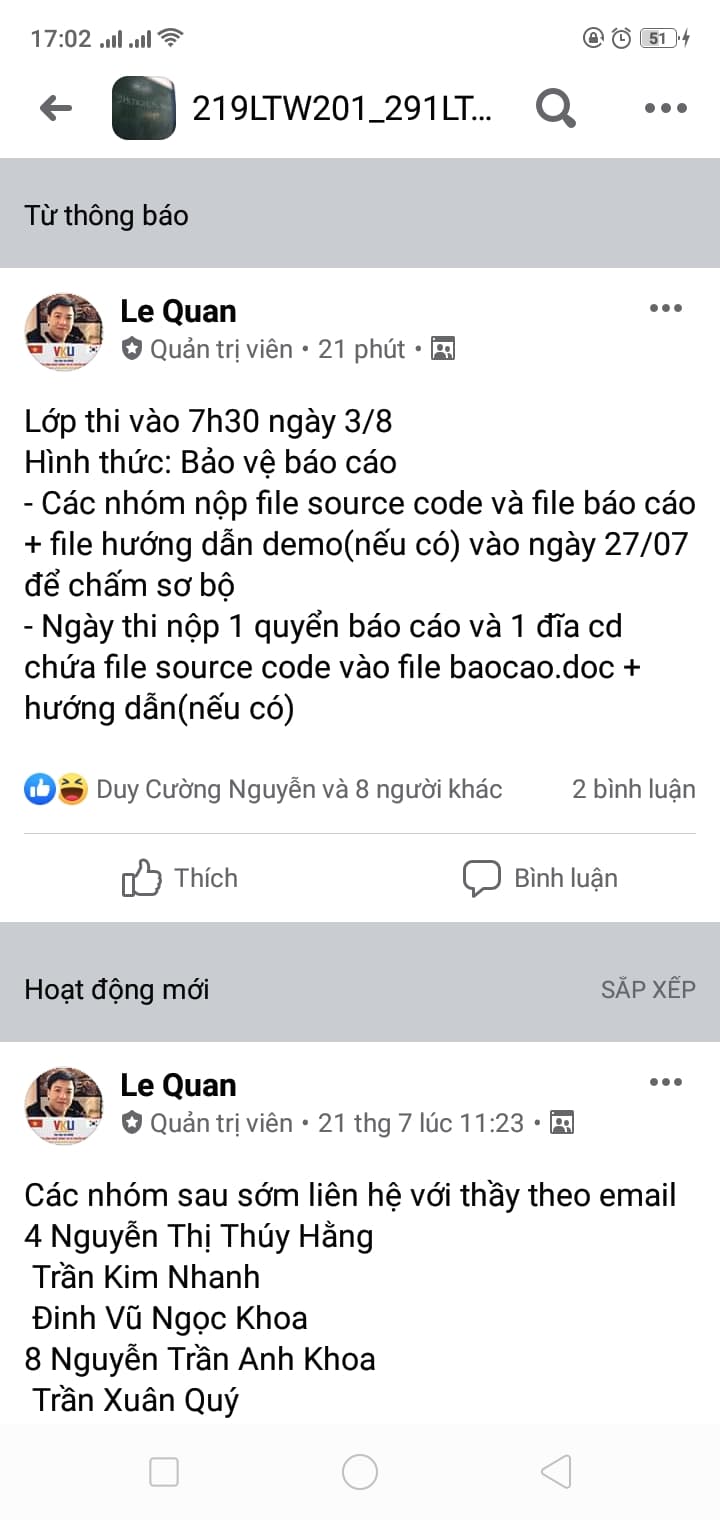 17:02
51
219LTW201_291LT...
Từ thông báo
Le Quan
Quản trị viên • 21 phút •
Lớp thi vào 7h30 ngày 3/8
Hình thức: Bảo vệ báo cáo
- Các nhóm nộp file source code và file báo cáo
+ file hướng dẫn demo(nếu có) vào ngày 27/07
để chấm sơ bộ
- Ngày thi nộp 1 quyển báo cáo và 1 đĩa cd
chứa file source code vào file baocao.doc +
hướng dẫn(nếu có)
Duy Cường Nguyễn và 8 người khác
2 bình luận
Thích
Bình luận
Hoạt động mới
SẮP XẾP
Le Quan
Quản trị viên • 21 thg 7 lúc 11:23 •
Các nhóm sau sớm liên hệ với thầy theo email
4 Nguyễn Thị Thúy Hằng
Trần Kim Nhanh
Đinh Vũ Ngọc Khoa
8 Nguyễn Trần Anh Khoa
Trần Xuân Quý
VKU
VKU